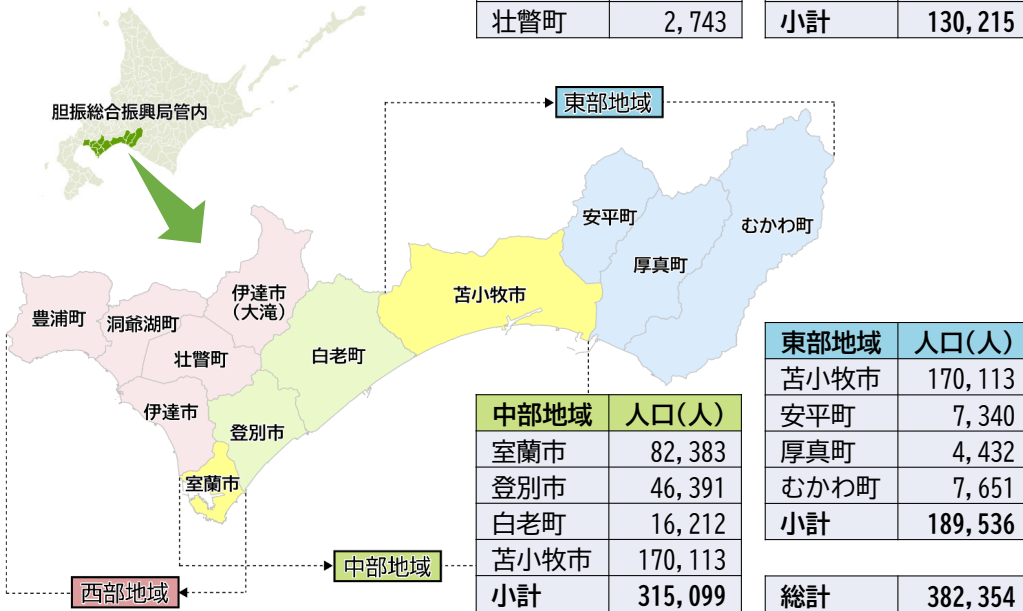 壮瞥町 2,743
小計 130,215
胆振総合振興局管内
東部地域
安平町
むかわ町
厚真町
苫小牧市
伊達市
(大滝)
豊浦町
洞爺湖町
壮瞥町
白老町
伊達市
登別市
室蘭市
中部地域
西部地域
中部地域 人口(人)
室蘭市 82,383
登別市 46,391
白老町 16,212
苫小牧市 170,113
小計 315,099
東部地域 人口(人)
苫小牧市 170,113
安平町 7,340
厚真町 4,432
むかわ町 7,651
小計 189,536
総計 382,354